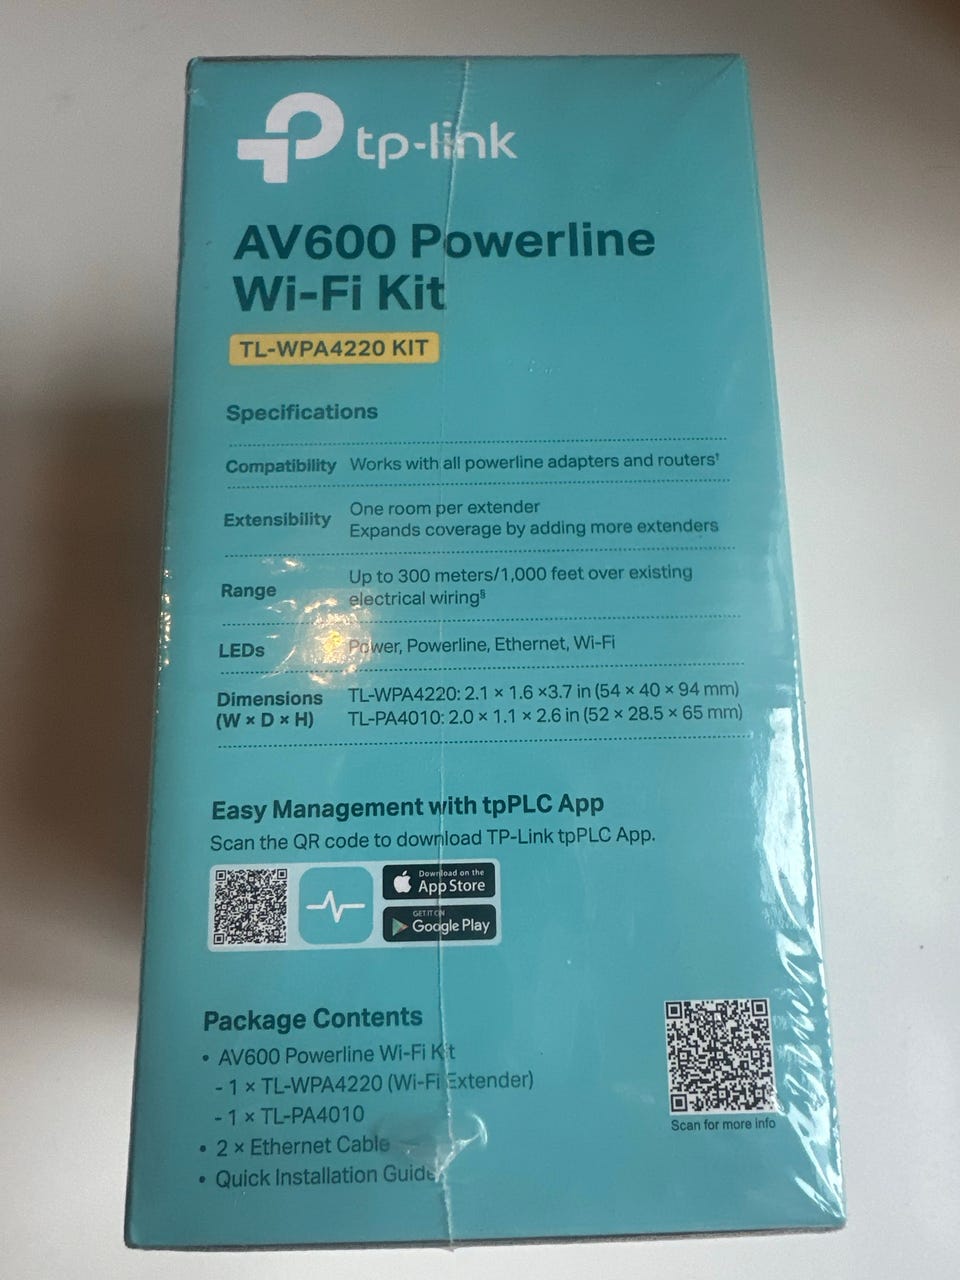 tp-link
AV600 Powerline
Wi-Fi Kit
TL-WPA4220 KIT
Specifications
Compatibility Works with all powerline adapters and routers†
Extensibility One room per extender
Expands coverage by adding more extenders
Range Up to 300 meters/1,000 feet over existing
electrical wiring§
LEDs Power, Powerline, Ethernet, Wi-Fi
Dimensions TL-WPA4220: 2.1 × 1.6 ×3.7 in (54 × 40 × 94 mm)
(W × D × H) TL-PA4010: 2.0 × 1.1 × 2.6 in (52 × 28.5 × 65 mm)
Easy Management with tpPLC App
Scan the QR code to download TP-Link tpPLC App.
Download on the
App Store
GET IT ON
Google Play
Package Contents
• AV600 Powerline Wi-Fi Kit
- 1 × TL-WPA4220 (Wi-Fi Extender)
- 1 × TL-PA4010
• 2 × Ethernet Cable
• Quick Installation Guide
Scan for more info